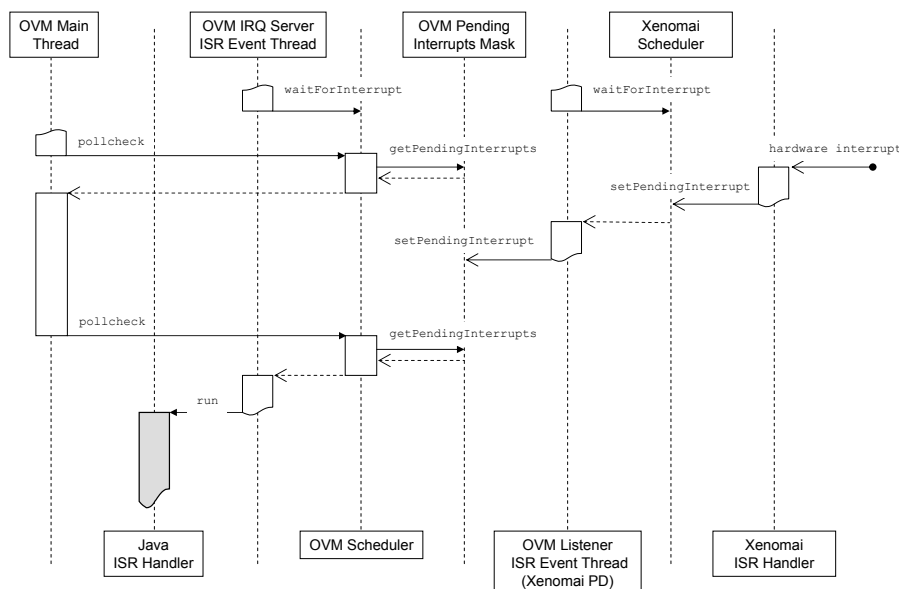 OVM Main
Thread
OVM IRQ Server
ISR Event Thread
OVM Pending
Interrupts Mask
Xenomai
Scheduler
waitForInterrupt
waitForInterrupt
pollcheck
getPendingInterrupts
hardware interrupt
setPendingInterrupt
setPendingInterrupt
pollcheck
getPendingInterrupts
run
Java
ISR Handler
OVM Scheduler
OVM Listener
ISR Event Thread
(Xenomai PD)
Xenomai
ISR Handler